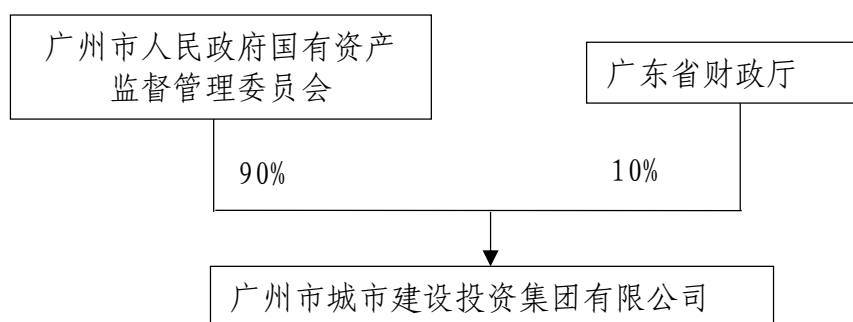 广州市人民政府国有资产
监督管理委员会
广东省财政厅
90%
10%
广州市城市建设投资集团有限公司